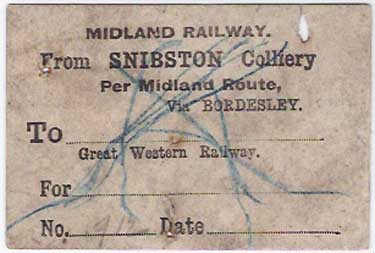 MIDLAND RAILWAY.
From SNIBSTON Colliery
Per Midland Route,
Via BORDESLEY.
To
Great Western Railway.
For
No. Date